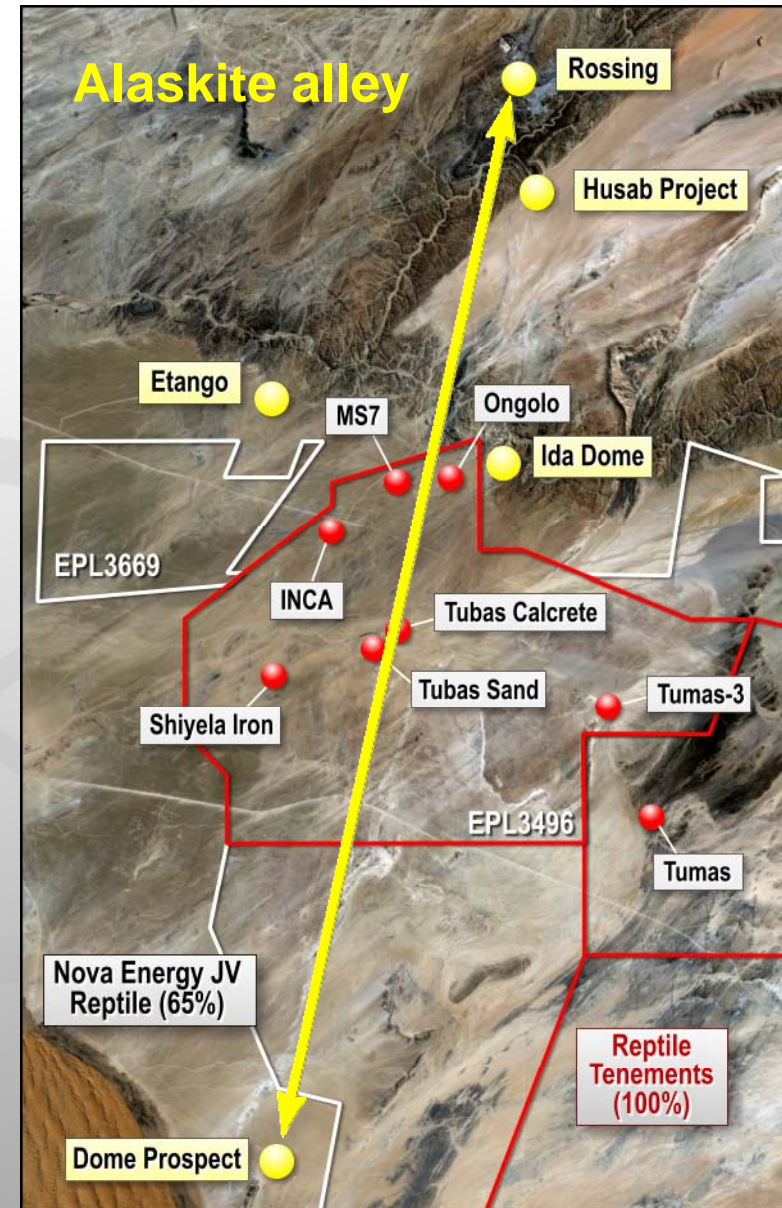 Alaskite alley
Rossing
Husab Project
Etango
MS7
Ongolo
Ida Dome
EPL3669
INCA
Tubas Calcrete
Tubas Sand
Tumas-3
Shiyela Iron
EPL3496
Tumas
Nova Energy JV
Reptile (65%)
Reptile
Tenements
(100%)
Dome Prospect